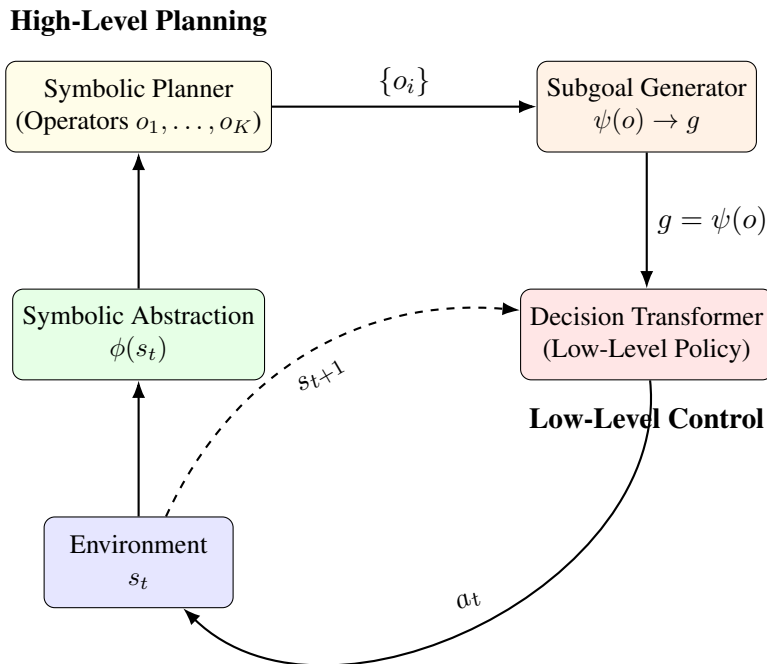 High-Level Planning
Symbolic Planner
(Operators o₁, . . . , o_K)
{o_i}
Subgoal Generator
ψ(o) → g
g = ψ(o)
Symbolic Abstraction
ϕ(s_t)
s_{t+1}
Decision Transformer
(Low-Level Policy)
Low-Level Control
Environment
s_t
a_t